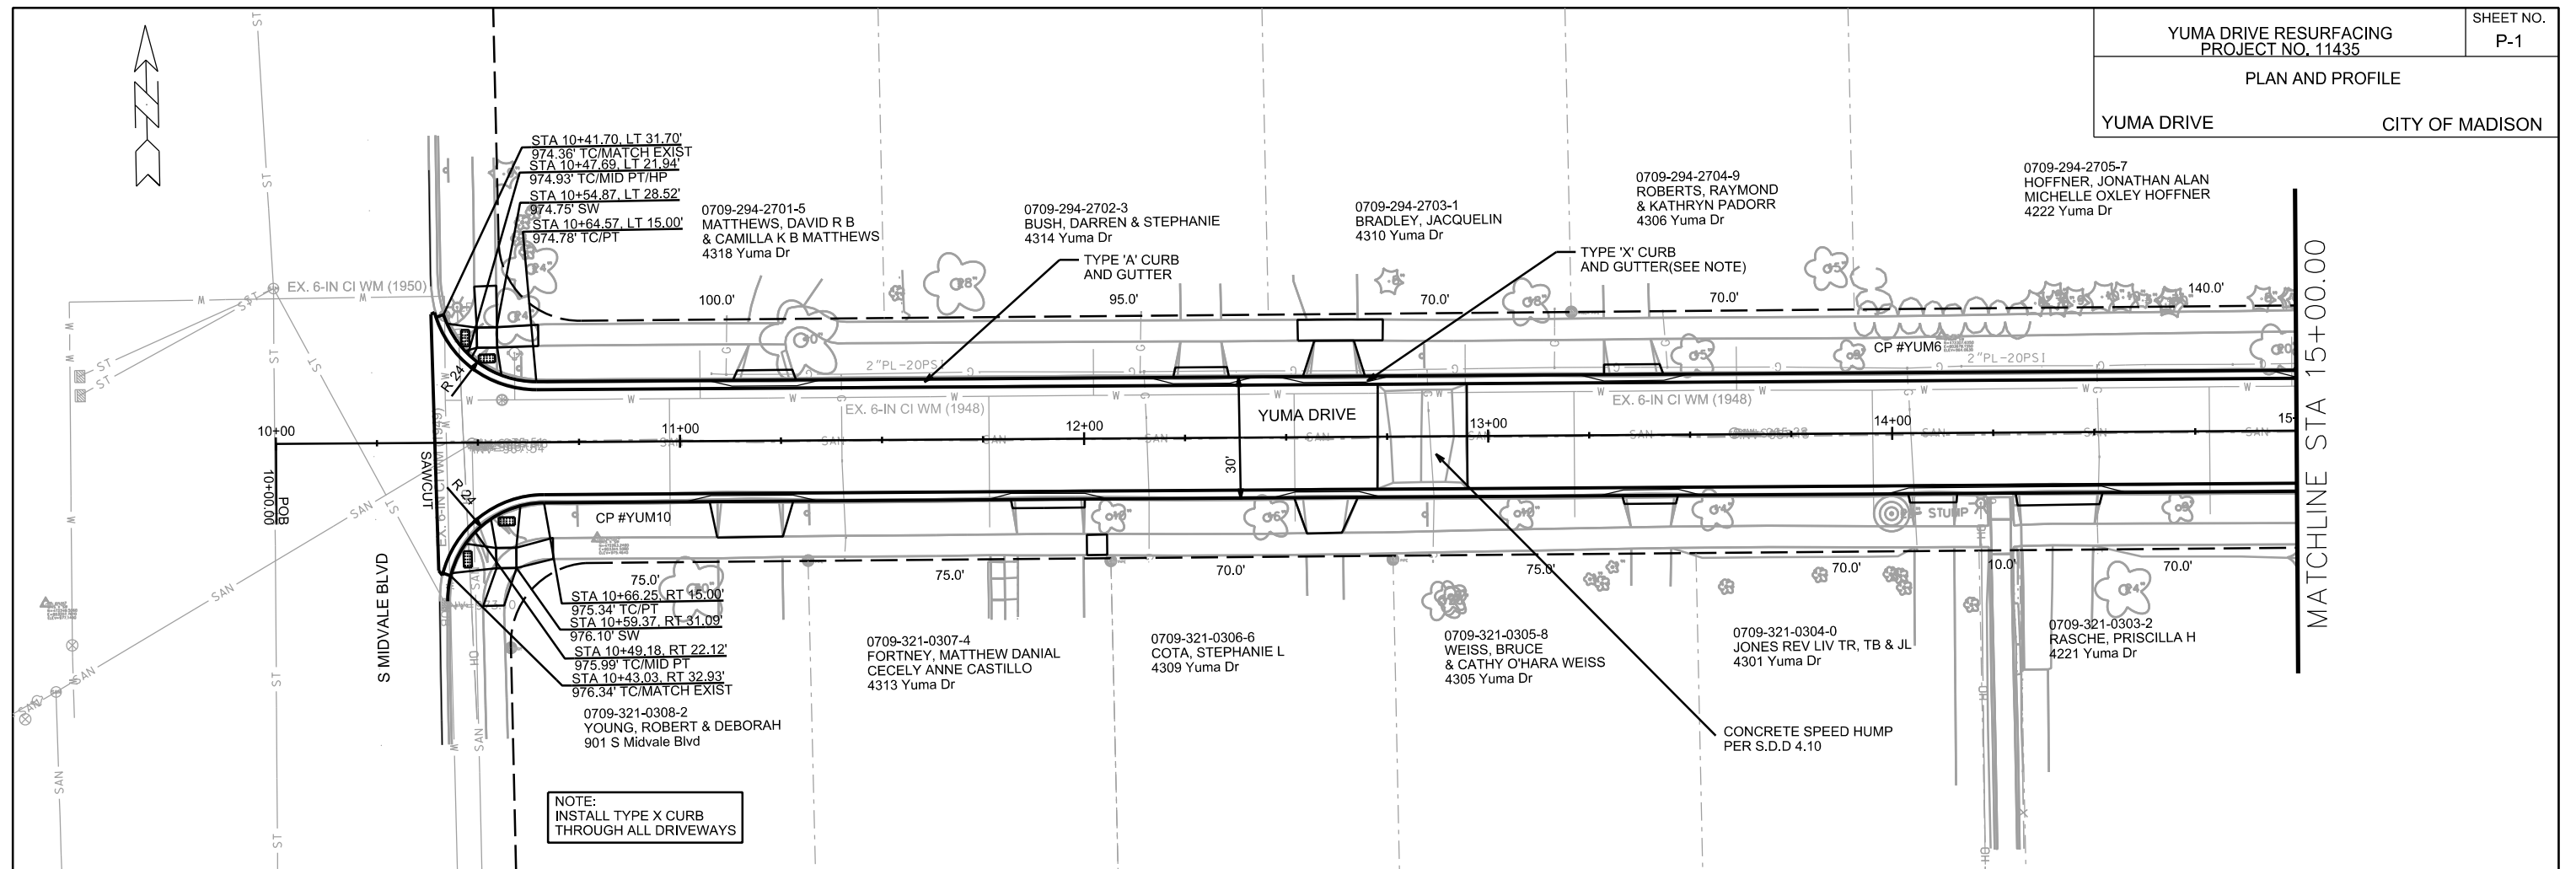 YUMA DRIVE RESURFACING
PROJECT NO. 11435
SHEET NO.
P-1
PLAN AND PROFILE
YUMA DRIVE
CITY OF MADISON
STA 10+41.70, LT 31.70'
974.36' TC/MATCH EXIST
STA 10+47.69, LT 21.94'
974.93' TC/MID PT/HP
STA 10+54.87, LT 28.52'
974.75' SW
STA 10+64.57, LT 15.00'
974.78' TC/PT
0709-294-2701-5
MATTHEWS, DAVID R B
& CAMILLA K B MATTHEWS
4318 Yuma Dr
0709-294-2702-3
BUSH, DARREN & STEPHANIE
4314 Yuma Dr
0709-294-2703-1
BRADLEY, JACQUELIN
4310 Yuma Dr
0709-294-2704-9
ROBERTS, RAYMOND
& KATHRYN PADORR
4306 Yuma Dr
0709-294-2705-7
HOFFNER, JONATHAN ALAN
MICHELLE OXLEY HOFFNER
4222 Yuma Dr
TYPE 'A' CURB
AND GUTTER
TYPE 'X' CURB
AND GUTTER(SEE NOTE)
EX. 6-IN CI WM (1950)
100.0'
95.0'
70.0'
70.0'
140.0'
2"PL-20PSI
CP #YUM6
2"PL-20PSI
R 24'
EX. 6-IN CI WM (1948)
EX. 6-IN CI WM (1948)
YUMA DRIVE
10+00
11+00
12+00
13+00
14+00
15
30'
SAWCUT
POB
10+00.00
R 24'
CP #YUM10
STUMP
S MIDVALE BLVD
MATCHLINE STA 15+00.00
75.0'
75.0'
70.0'
75.0'
70.0'
10.0'
70.0'
STA 10+66.25, RT 15.00'
975.34' TC/PT
STA 10+59.37, RT 31.09'
976.10' SW
STA 10+49.18, RT 22.12'
975.99' TC/MID PT
STA 10+43.03, RT 32.93'
976.34' TC/MATCH EXIST
0709-321-0308-2
YOUNG, ROBERT & DEBORAH
901 S Midvale Blvd
0709-321-0307-4
FORTNEY, MATTHEW DANIAL
CECELY ANNE CASTILLO
4313 Yuma Dr
0709-321-0306-6
COTA, STEPHANIE L
4309 Yuma Dr
0709-321-0305-8
WEISS, BRUCE
& CATHY O'HARA WEISS
4305 Yuma Dr
0709-321-0304-0
JONES REV LIV TR, TB & JL
4301 Yuma Dr
0709-321-0303-2
RASCHE, PRISCILLA H
4221 Yuma Dr
CONCRETE SPEED HUMP
PER S.D.D 4.10
NOTE:
INSTALL TYPE X CURB
THROUGH ALL DRIVEWAYS